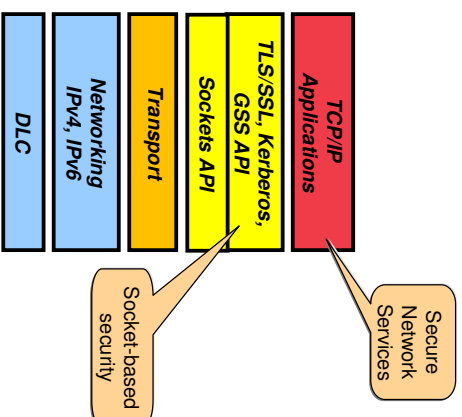 TCP/IP
Applications
TLS/SSL, Kerberos,
GSS API
Sockets API
Transport
Networking
IPv4, IPv6
DLC
Secure
Network
Services
Socket-based
security